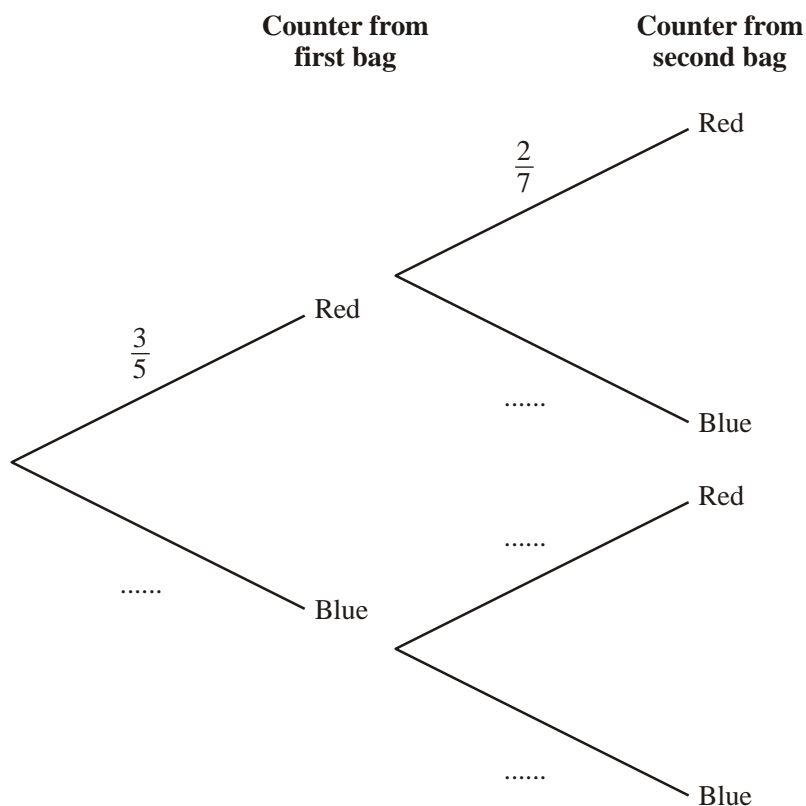 Counter from
first bag
Counter from
second bag
Red
2/7
Red
3/5
......
Blue
Red
......
......
Blue
......
Blue